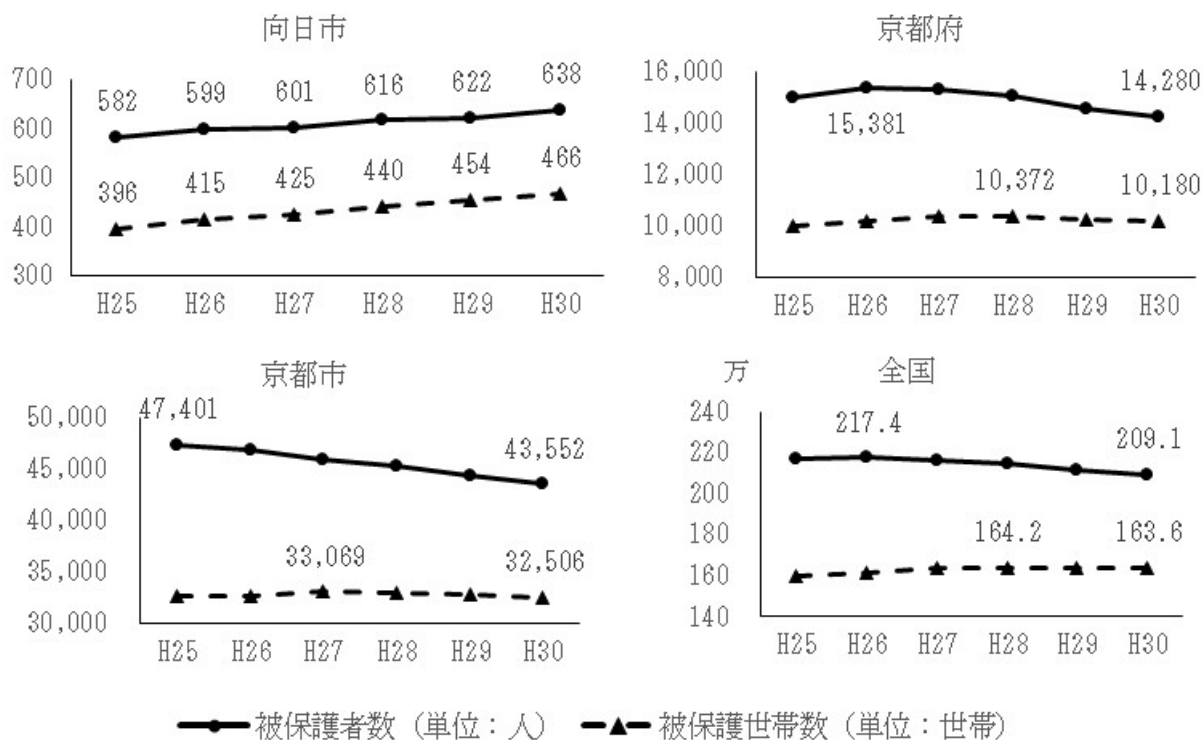 向日市
700
600
500
400
300
582 599 601 616 622 638
396 415 425 440 454 466
H25 H26 H27 H28 H29 H30
京都府
16,000
14,000
12,000
10,000
8,000
15,381
14,280
10,372
10,180
H25 H26 H27 H28 H29 H30
京都市
50,000
45,000
40,000
35,000
30,000
47,401
43,552
33,069
32,506
H25 H26 H27 H28 H29 H30
万
全国
240
220
200
180
160
140
217.4
209.1
164.2
163.6
H25 H26 H27 H28 H29 H30
被保護者数（単位：人） 被保護世帯数（単位：世帯）